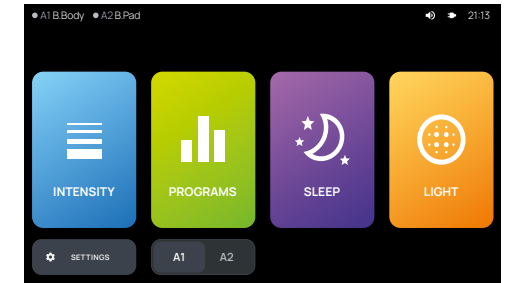 A1 B.Body A2 B.Pad 21:13
INTENSITY PROGRAMS SLEEP LIGHT
SETTINGS A1 A2